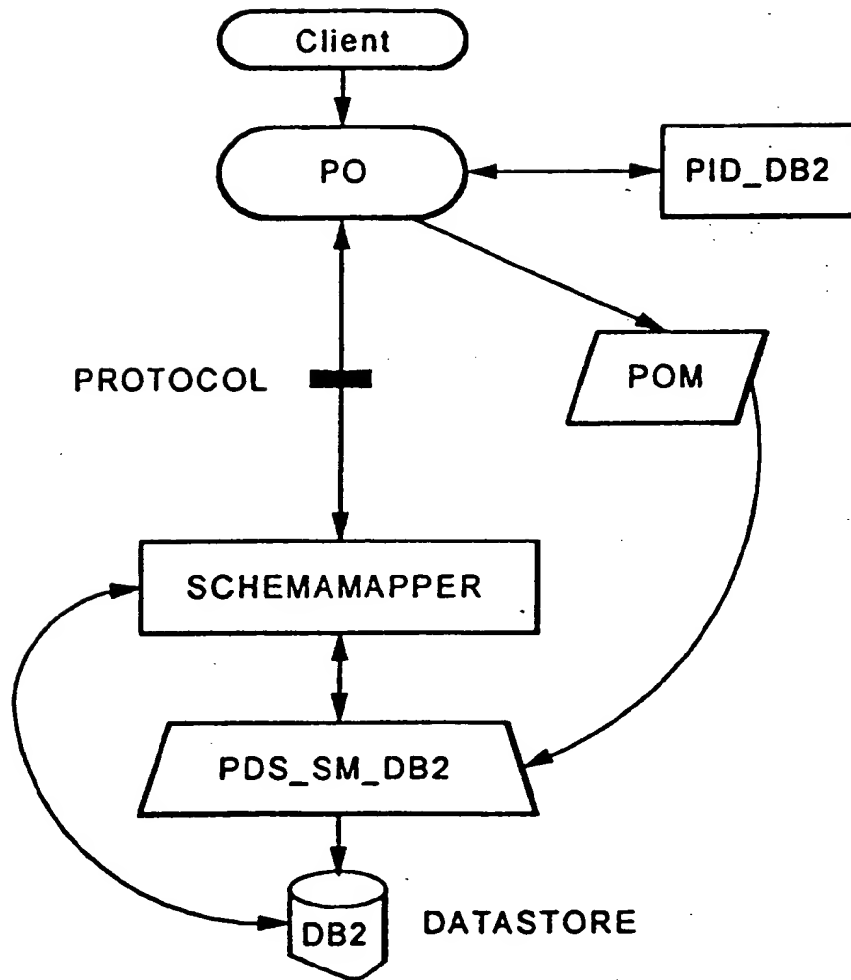 Client
PO
PID_DB2
POM
PROTOCOL
SCHEMAMAPPER
PDS_SM_DB2
DB2
DATASTORE